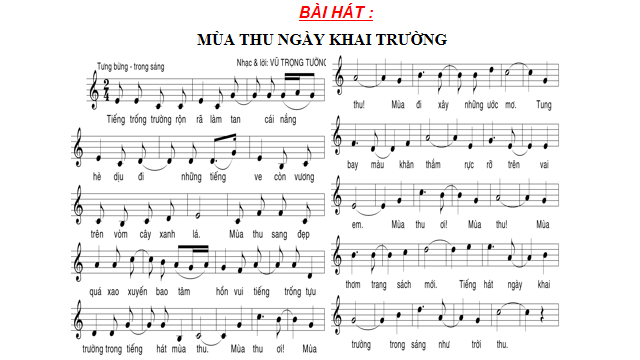 BÀI HÁT :
MÙA THU NGÀY KHAI TRƯỜNG
Tưng bừng - trong sáng
Nhạc & lời: VŨ TRỌNG TƯỜNG
Tiếng trống trường rộn rã làm tan cái nắng
hè dịu đi những tiếng ve còn vương
trên vòm cây xanh lá. Mùa thu sang đẹp
quá xao xuyến bao tâm hồn vui tiếng trống tựu
trường trong tiếng hát mùa thu. Mùa thu ơi! Mùa
thu! Mùa đi xây những ước mơ. Tung
bay màu khăn thắm rực rỡ trên vai
em. Mùa thu ơi! Mùa thu! Mùa
thơm trang sách mới. Tiếng hát ngày khai
trường trong sáng như trời thu.